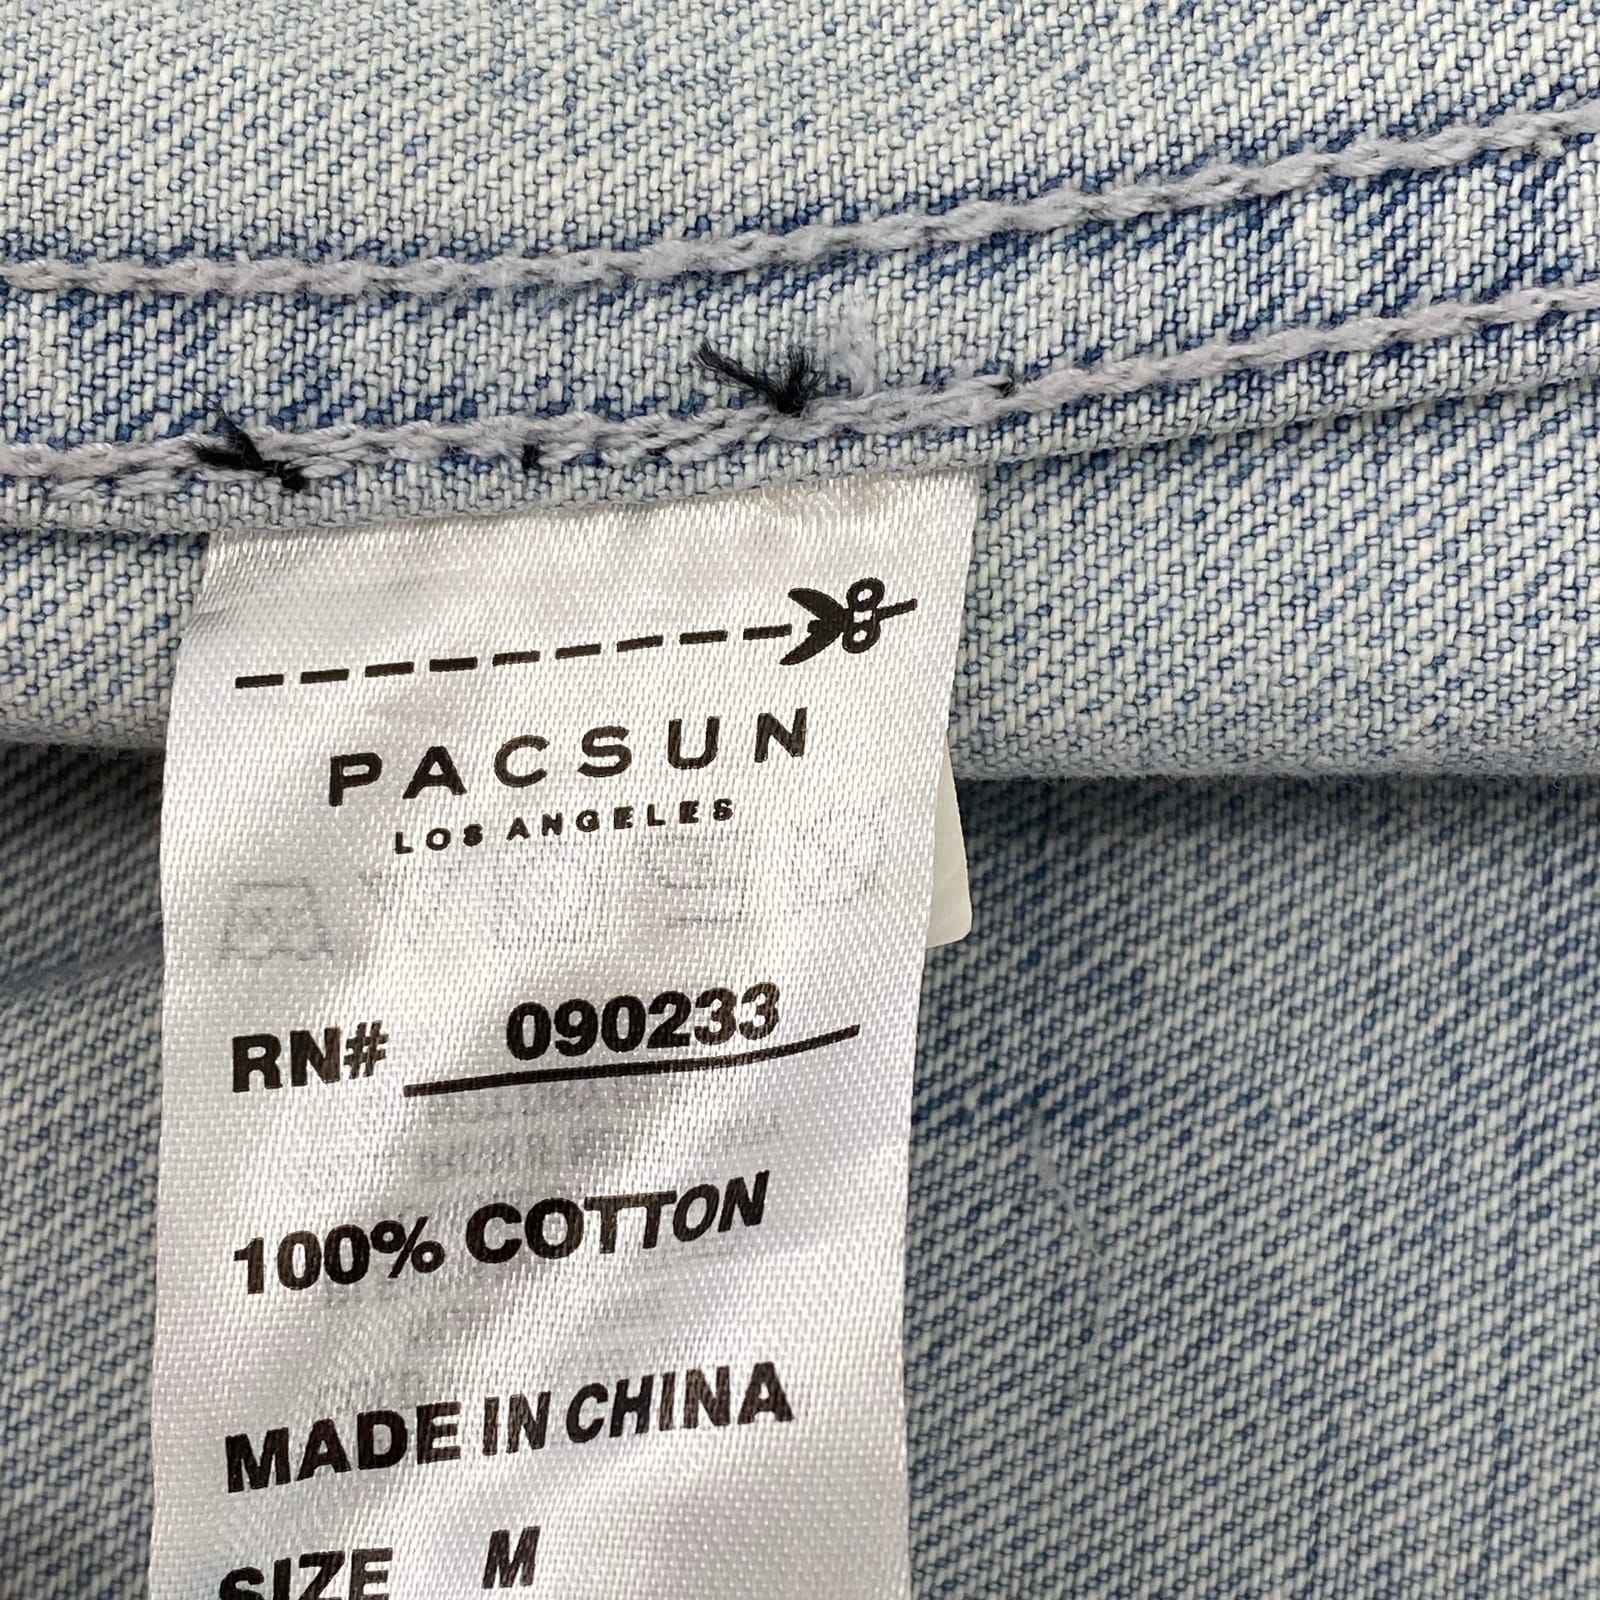 PACSUN
LOS ANGELES
RN# 090233
100% COTTON
MADE IN CHINA
SIZE M